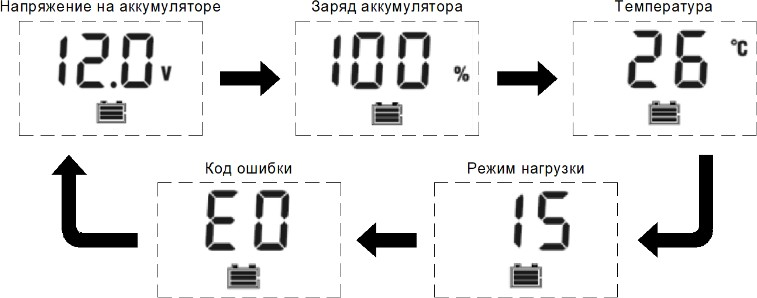 Напряжение на аккумуляторе
12.0 V
Заряд аккумулятора
100 %
Температура
26 °C
Режим нагрузки
15
Код ошибки
E0